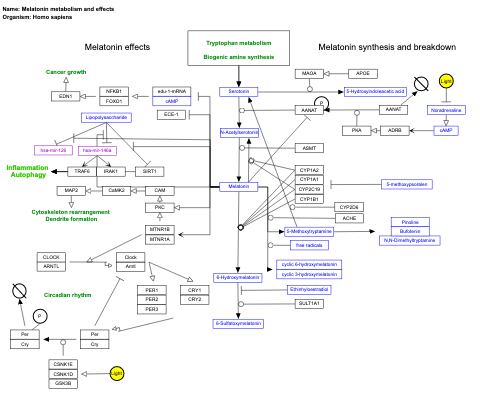 Name: Melatonin metabolism and effects
Organism: Homo sapiens
Tryptophan metabolism
Biogenic amine synthesis
Melatonin effects
Melatonin synthesis and breakdown
Cancer growth
EDN1
NFKB1
FOXO1
edu-1-mRNA
cAMP
ECE-1
Serotonin
MAOA
APOE
5-Hydroxyindoleacetic acid
Light
P
AANAT
AANAT
Noradrenaline
Lipopolysaccharide
N-Acetylserotonin
PKA
ADRB
cAMP
hsa-mir-126
hsa-mir-146a
ASMT
Inflammation
Autophagy
TRAF6
IRAK1
SIRT1
CYP1A2
CYP1A1
CYP2C19
CYP1B1
5-methoxypsoralen
MAP2
CaMK2
CAM
Melatonin
PKC
CYP2D6
ACHE
Cytoskeleton rearrangement
Dendrite formation
MTNR1B
MTNR1A
5-Methoxytryptamine
Pinoline
Bufotenin
N,N-Dimethyltryptamine
free radicals
CLOCK
ARNTL
Clock
Arntl
cyclic 6-hydroxymelatonin
cyclic 3-hydroxymelatonin
6-Hydroxymelatonin
Circadian rhythm
PER1
PER2
PER3
CRY1
CRY2
Ethinyloestradiol
SULT1A1
P
6-Sulfatoxymelatonin
Per
Cry
Per
Cry
CSNK1E
CSNK1D
GSK3B
Light